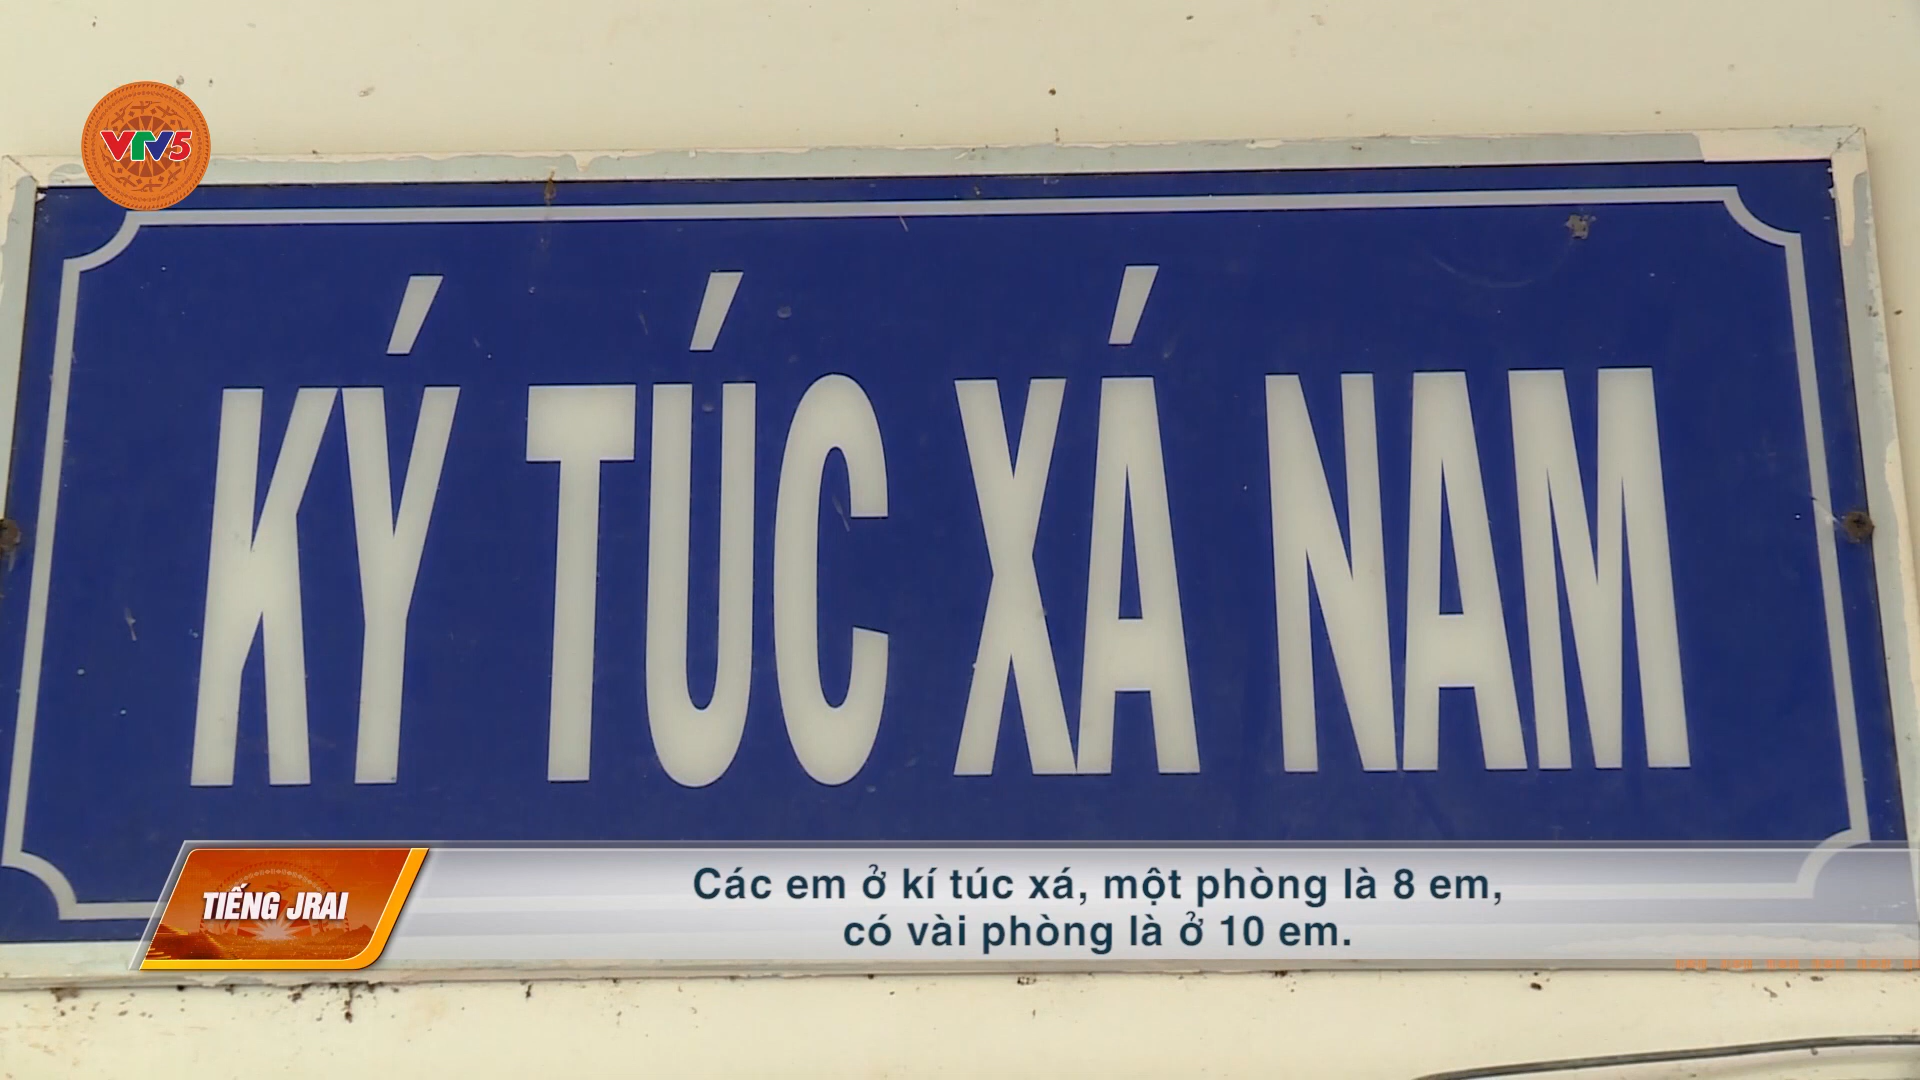 VTV5
KÝ TÚC XÁ NAM
TIẾNG JRAI
Các em ở kí túc xá, một phòng là 8 em,
có vài phòng là ở 10 em.